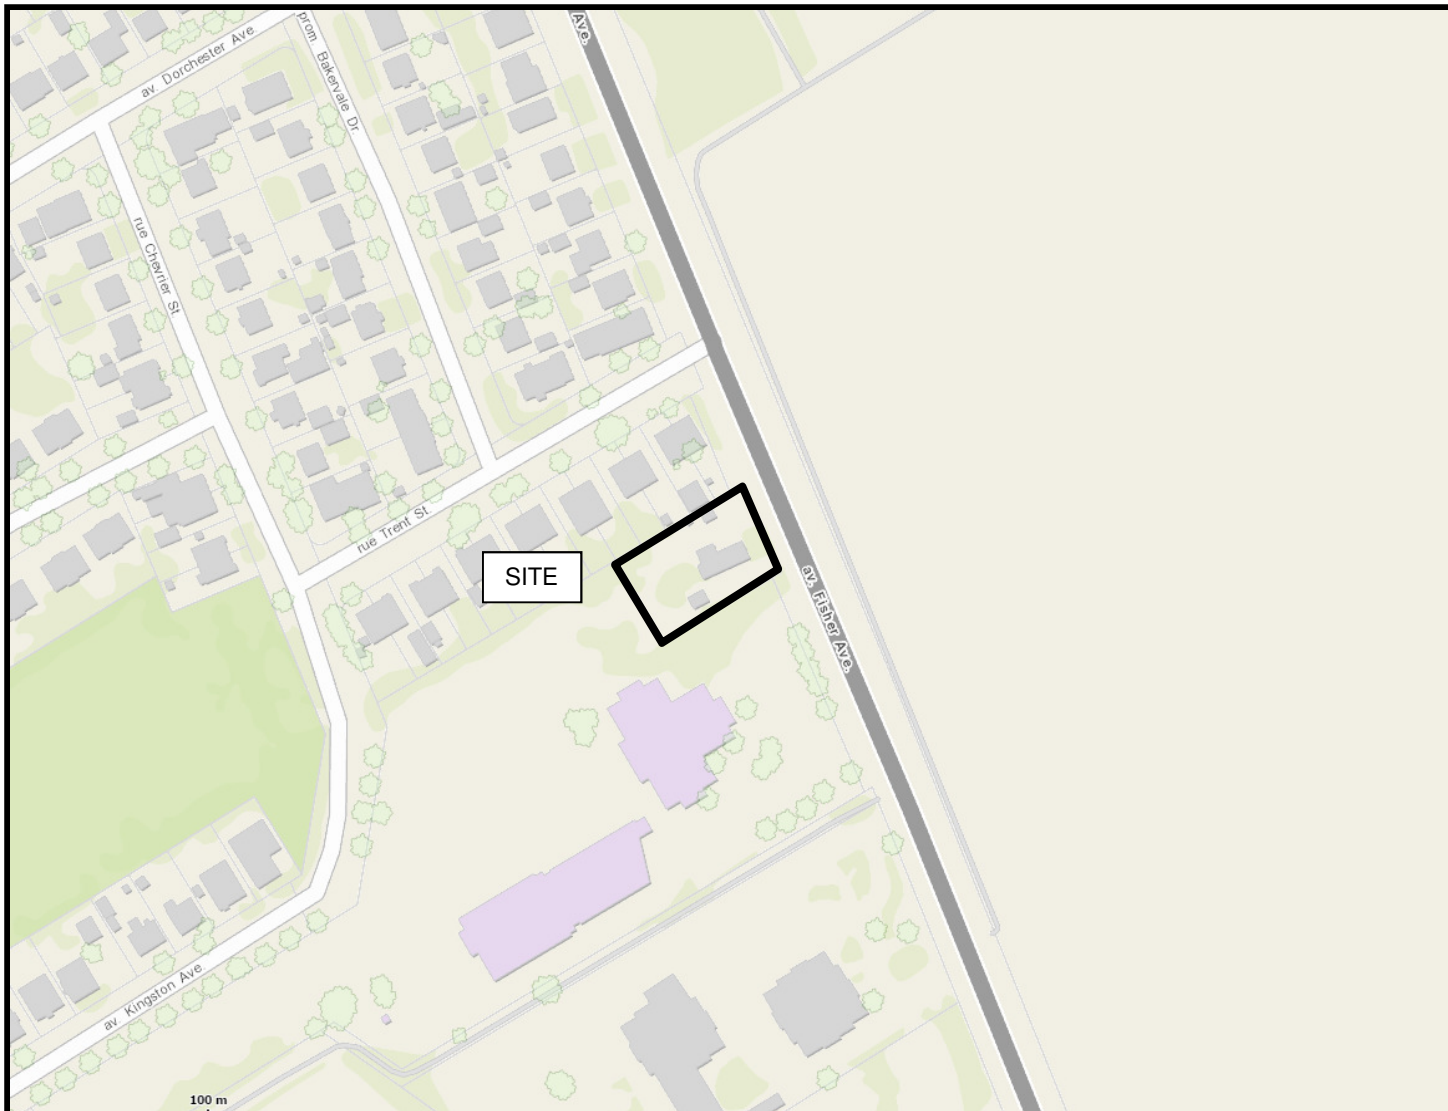 Ave.
av. Dorchester Ave.
prom. Bakervale Dr.
rue Chevrier St.
rue Trent St.
SITE
av. Fisher Ave.
av. Kingston Ave.
100 m